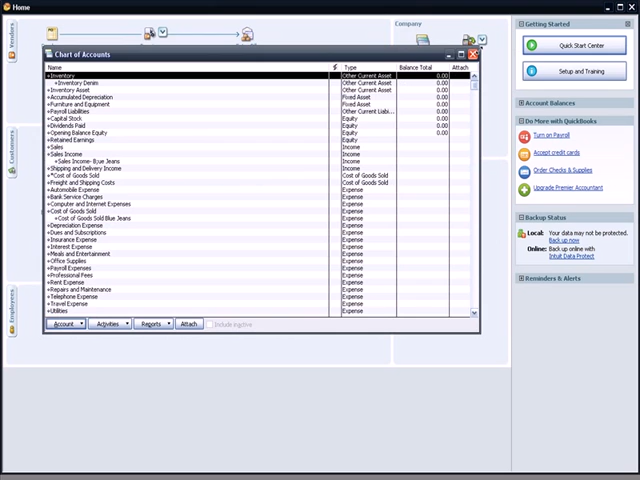 Home
Vendors
Customers
Employees
Company
Chart of Accounts
Name $ Type Balance Total Attach
Inventory Other Current Asset 0.00
Inventory Denim Other Current Asset 0.00
Inventory Asset Other Current Asset 0.00
Accumulated Depreciation Fixed Asset 0.00
Furniture and Equipment Fixed Asset 0.00
Payroll Liabilities Other Current Liabi... 0.00
Capital Stock Equity 0.00
Dividends Paid Equity 0.00
Opening Balance Equity Equity 0.00
Retained Earnings Equity
Sales Income
Sales Income Income
Sales Income- Blue Jeans Income
Shipping and Delivery Income Income
*Cost of Goods Sold Cost of Goods Sold
Freight and Shipping Costs Cost of Goods Sold
Automobile Expense Expense
Bank Service Charges Expense
Computer and Internet Expenses Expense
Cost of Goods Sold Expense
Cost of Goods Sold Blue Jeans Expense
Depreciation Expense Expense
Dues and Subscriptions Expense
Insurance Expense Expense
Interest Expense Expense
Meals and Entertainment Expense
Office Supplies Expense
Payroll Expenses Expense
Professional Fees Expense
Rent Expense Expense
Repairs and Maintenance Expense
Telephone Expense Expense
Travel Expense Expense
Utilities Expense
Account Activities Reports Attach Include inactive
Getting Started
Quick Start Center
Setup and Training
Account Balances
Do More with QuickBooks
Turn on Payroll
Accept credit cards
Order Checks & Supplies
Upgrade Premier Accountant
Backup Status
Local: Your data may not be protected.
Back up now
Online: Back up online with
Intuit Data Protect
Reminders & Alerts